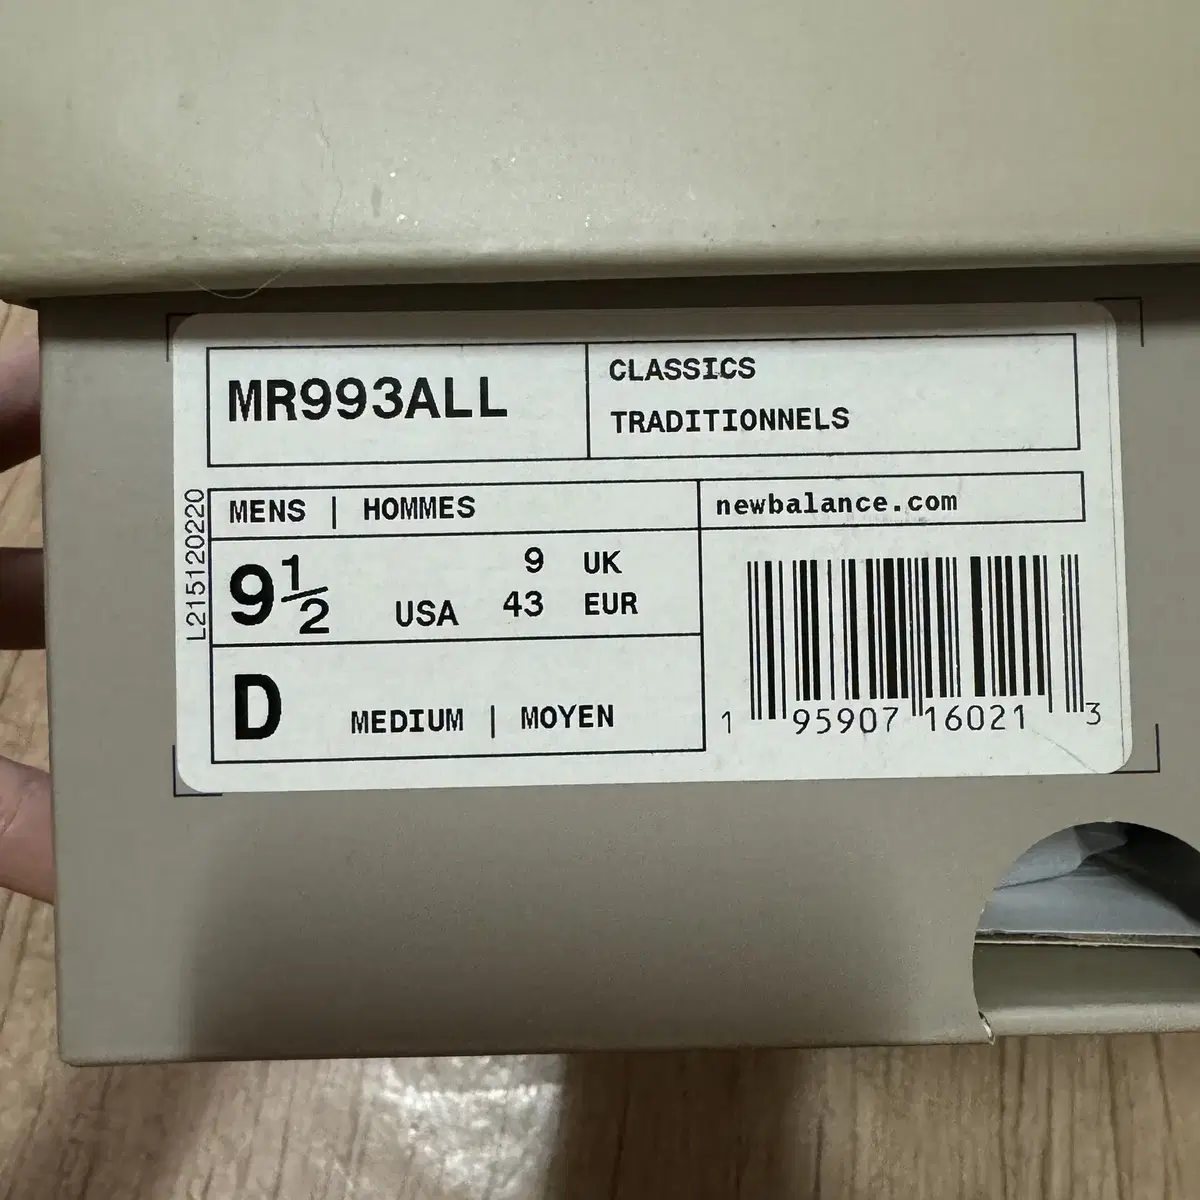 MR993ALL
CLASSICS
TRADITIONNELS
L215120220
MENS | HOMMES
newbalance.com
9½ USA
9 UK
43 EUR
D MEDIUM | MOYEN
1 95907 16021 3